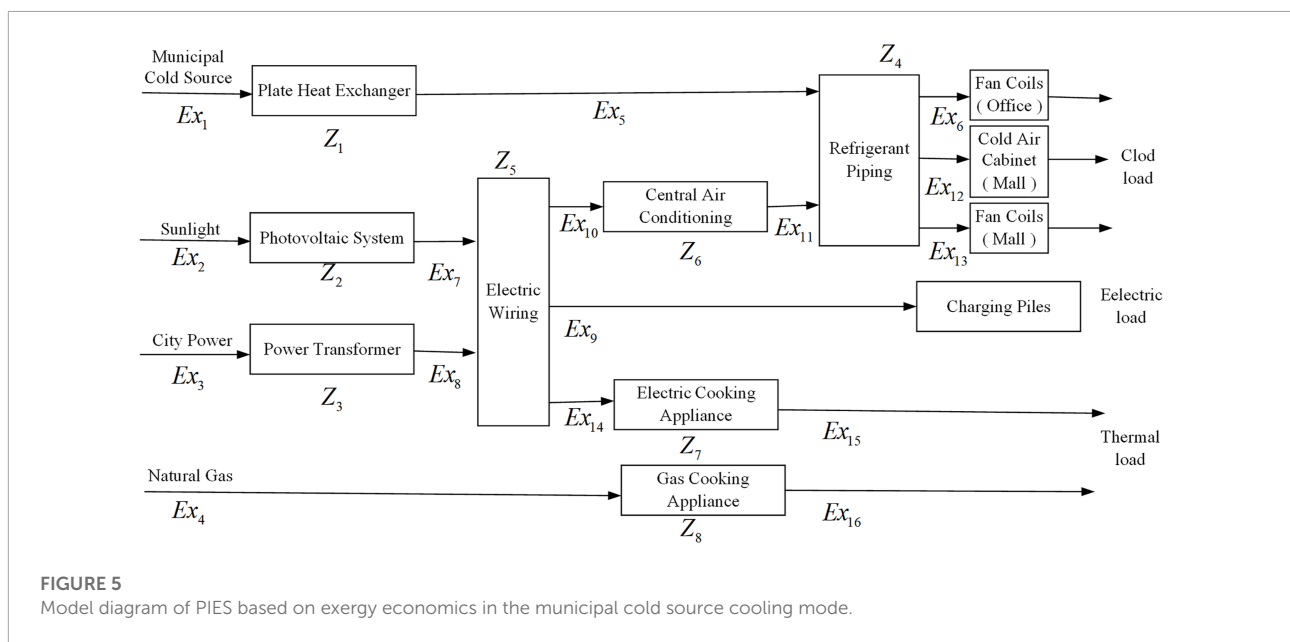 Municipal
Cold Source
Ex₁
Plate Heat Exchanger
Z₁
Ex₅
Z₄
Refrigerant
Piping
Ex₆
Fan Coils
( Office )
Ex₁₂
Cold Air
Cabinet
( Mall )
Clod
load
Ex₁₃
Fan Coils
( Mall )
Sunlight
Ex₂
Photovoltaic System
Z₂
Ex₇
Z₅
Electric
Wiring
Ex₁₀
Central Air
Conditioning
Z₆
Ex₁₁
Ex₉
Charging Piles
Eelectric
load
City Power
Ex₃
Power Transformer
Z₃
Ex₈
Ex₁₄
Electric Cooking
Appliance
Z₇
Ex₁₅
Thermal
load
Natural Gas
Ex₄
Gas Cooking
Appliance
Z₈
Ex₁₆
FIGURE 5
Model diagram of PIES based on exergy economics in the municipal cold source cooling mode.